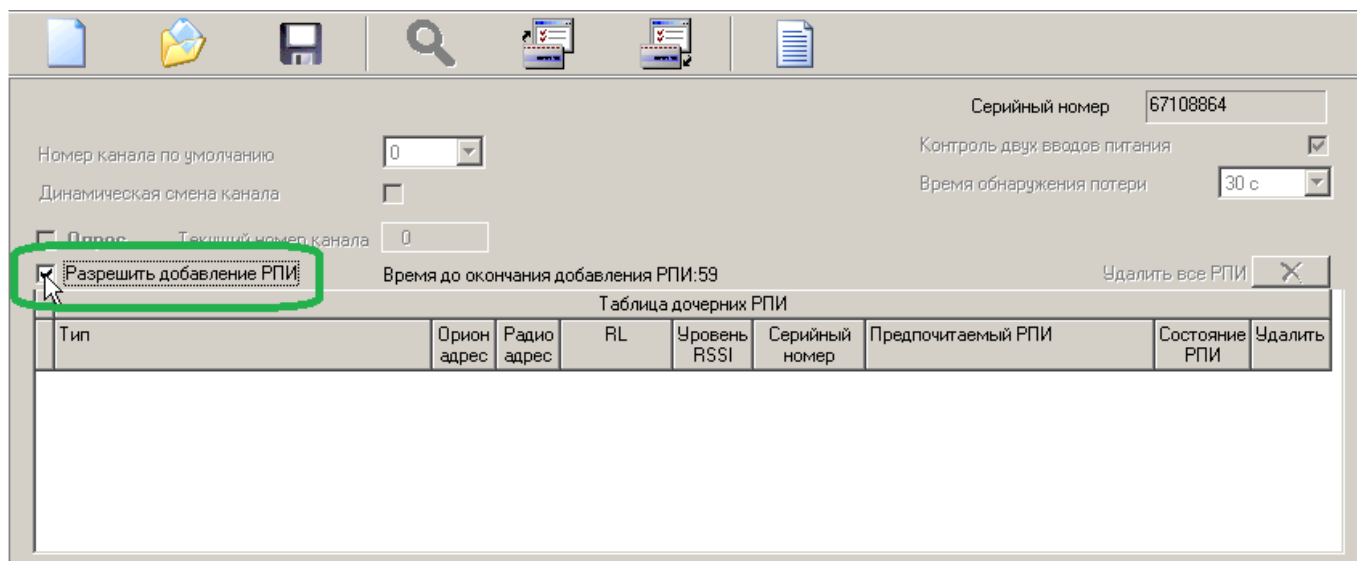 Серийный номер 67108864
Номер канала по умолчанию 0
Контроль двух вводов питания
Динамическая смена канала
Время обнаружения потери 30 с
Опрос Текущий номер канала 0
Разрешить добавление РПИ Время до окончания добавления РПИ:59 Удалить все РПИ
Таблица дочерних РПИ
Тип Орион адрес Радио адрес RL Уровень RSSI Серийный номер Предпочитаемый РПИ Состояние РПИ Удалить